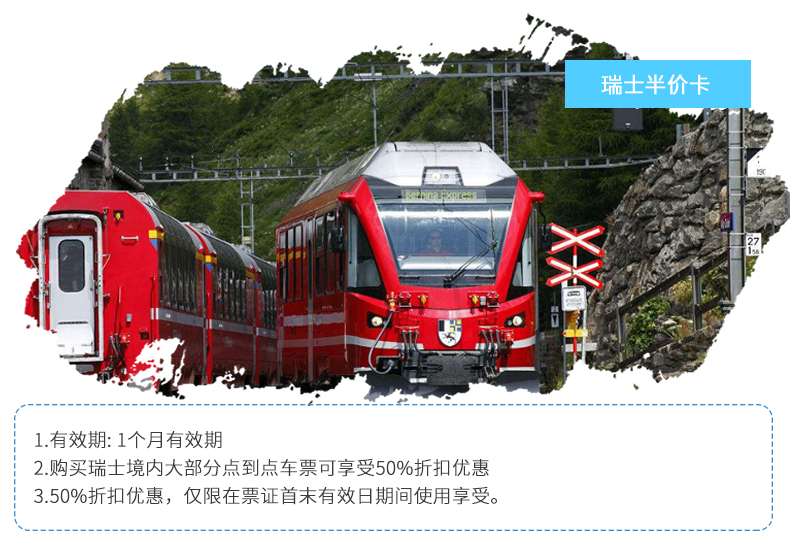 瑞士半价卡
Bernina Express
190
27
156
1.有效期: 1个月有效期
2.购买瑞士境内大部分点到点车票可享受50%折扣优惠
3.50%折扣优惠，仅限在票证首末有效日期间使用享受。